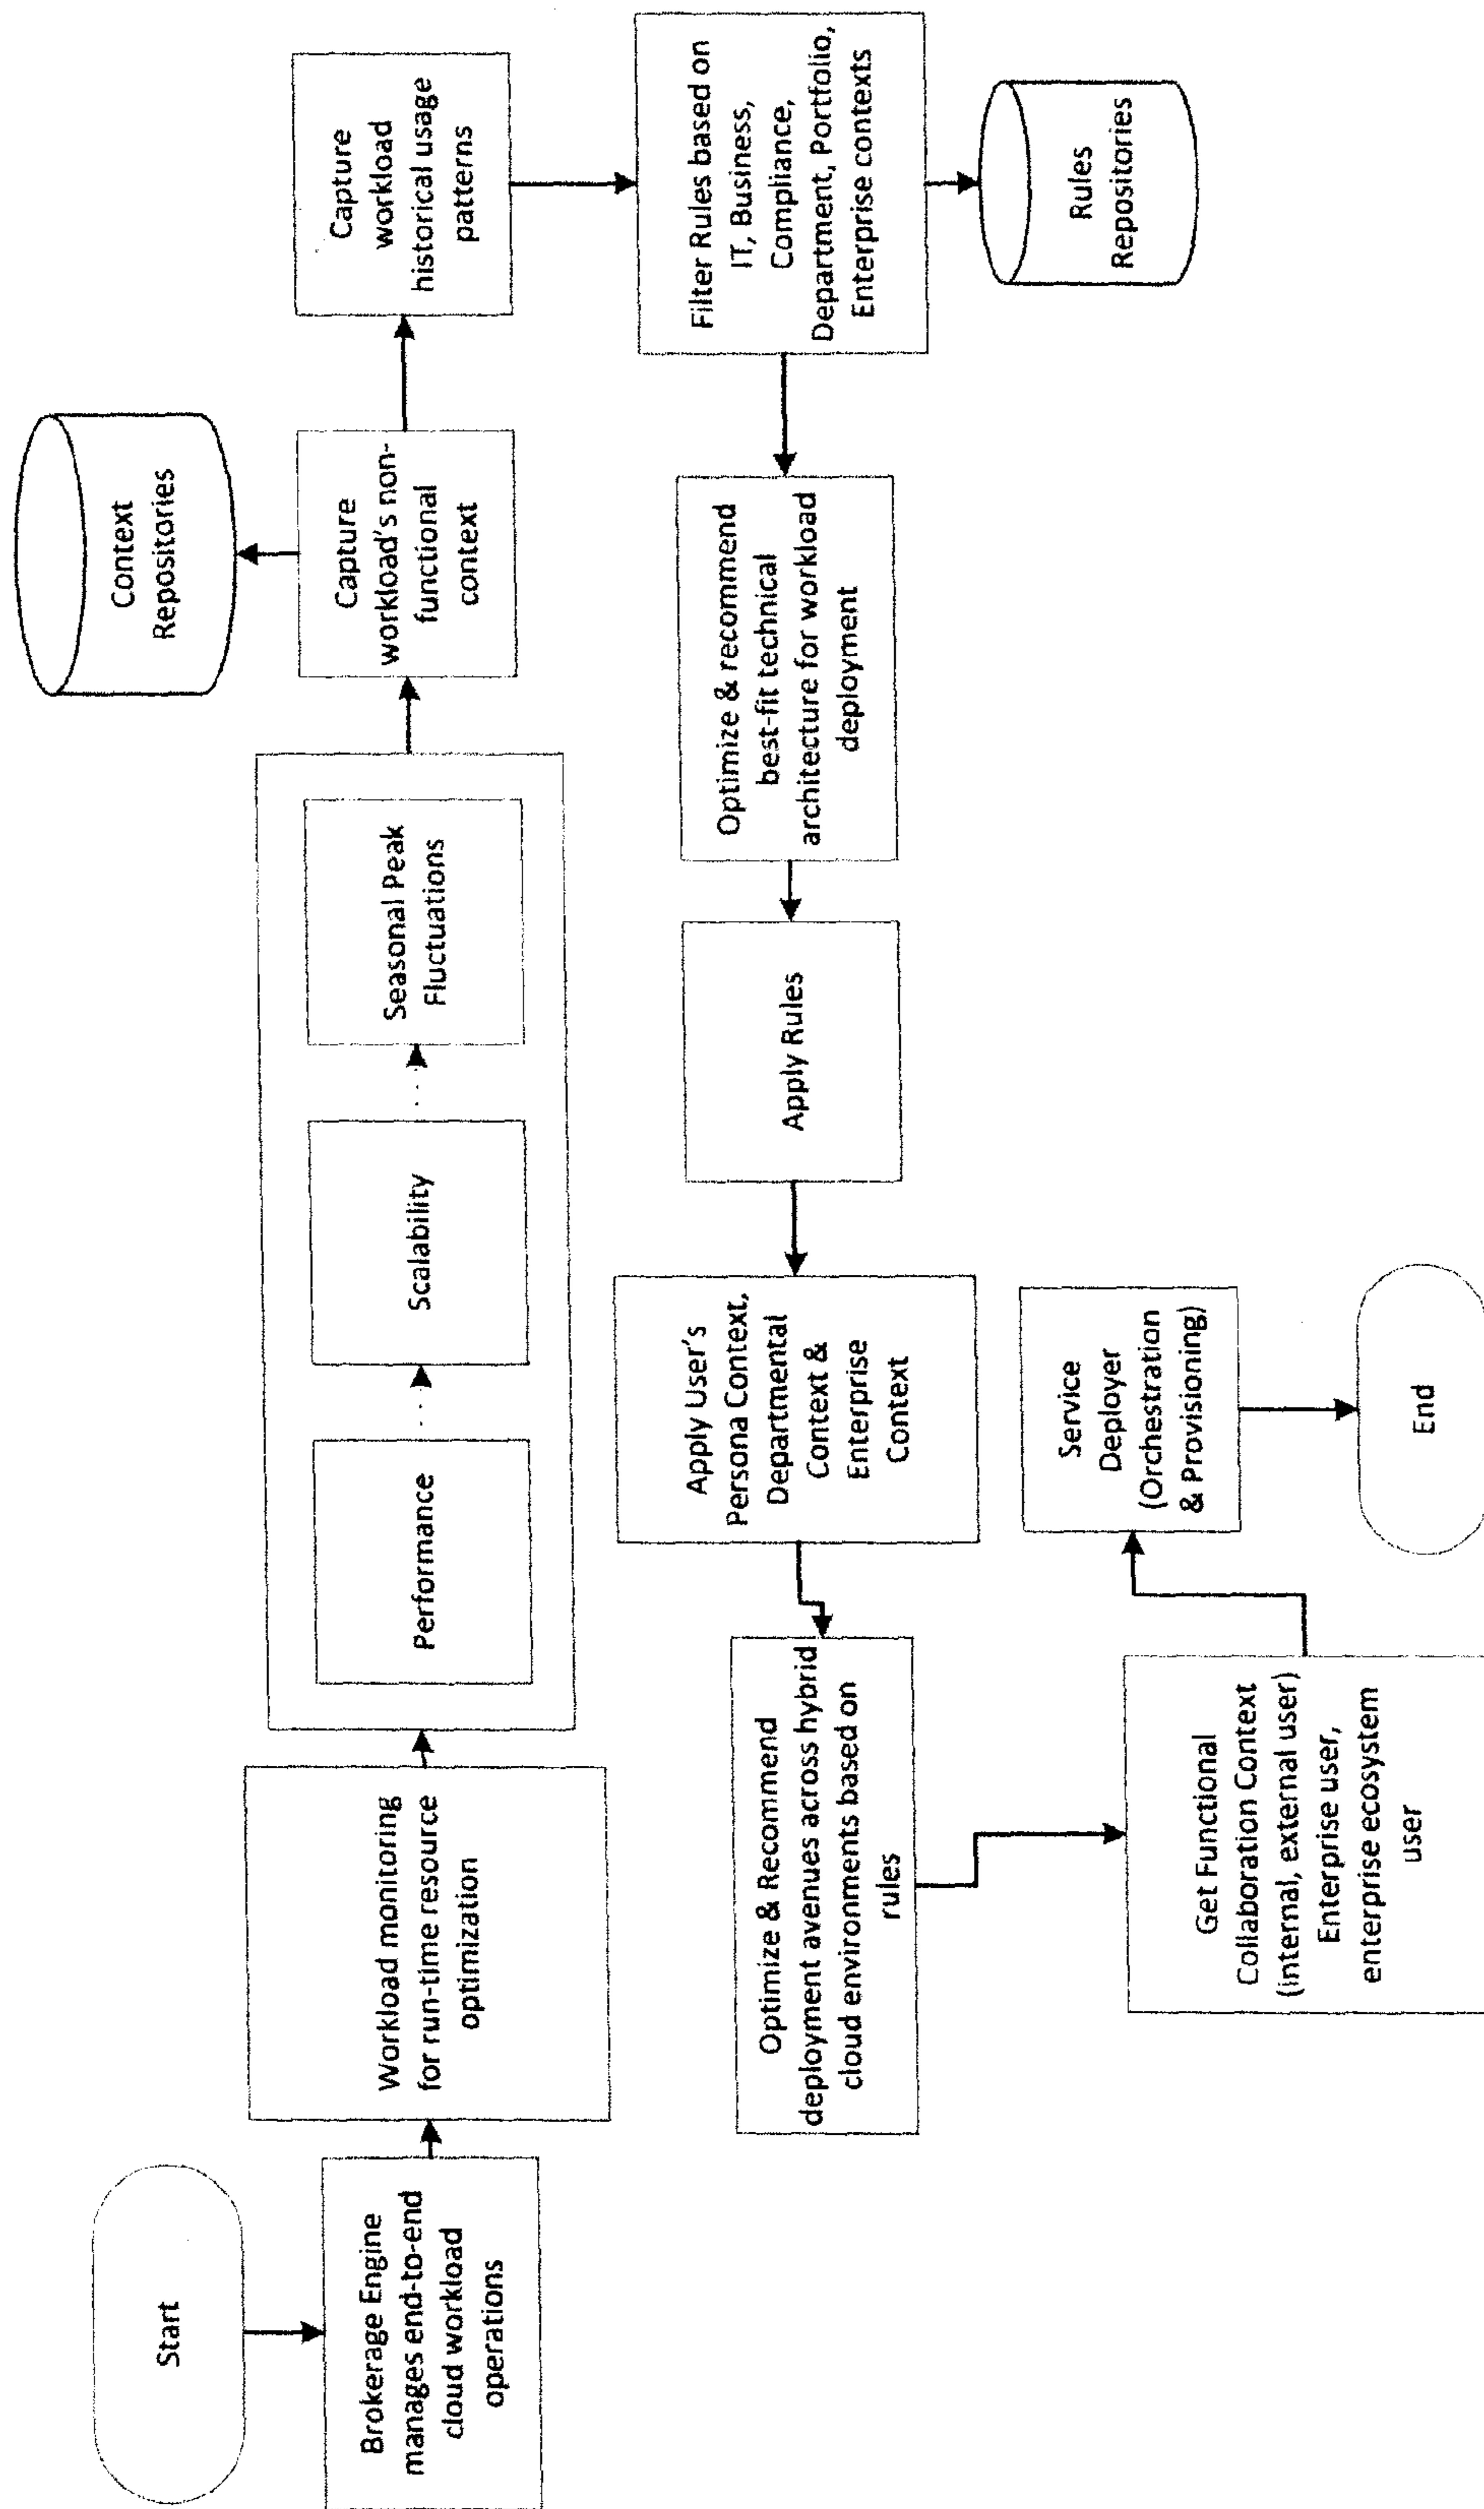 Start
Brokerage Engine
manages end-to-end
cloud workload
operations
Workload monitoring
for run-time resource
optimization
Performance
Scalability
Seasonal Peak
Fluctuations
Capture
workload's non-
functional
context
Context
Repositories
Capture
workload
historical usage
patterns
Filter Rules based on
IT, Business,
Compliance,
Department, Portfolio,
Enterprise contexts
Rules
Repositories
Optimize & recommend
best-fit technical
architecture for workload
deployment
Apply Rules
Apply User's
Persona Context,
Departmental
Context &
Enterprise
Context
Optimize & Recommend
deployment avenues across hybrid
cloud environments based on
rules
Get Functional
Collaboration Context
(internal, external user)
Enterprise user,
enterprise ecosystem
user
Service
Deployer
(Orchestration
& Provisioning)
End